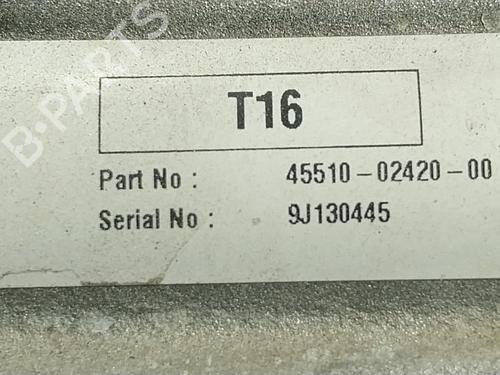 B-PARTS
T16
Part No : 45510-02420-00
Serial No : 9J130445